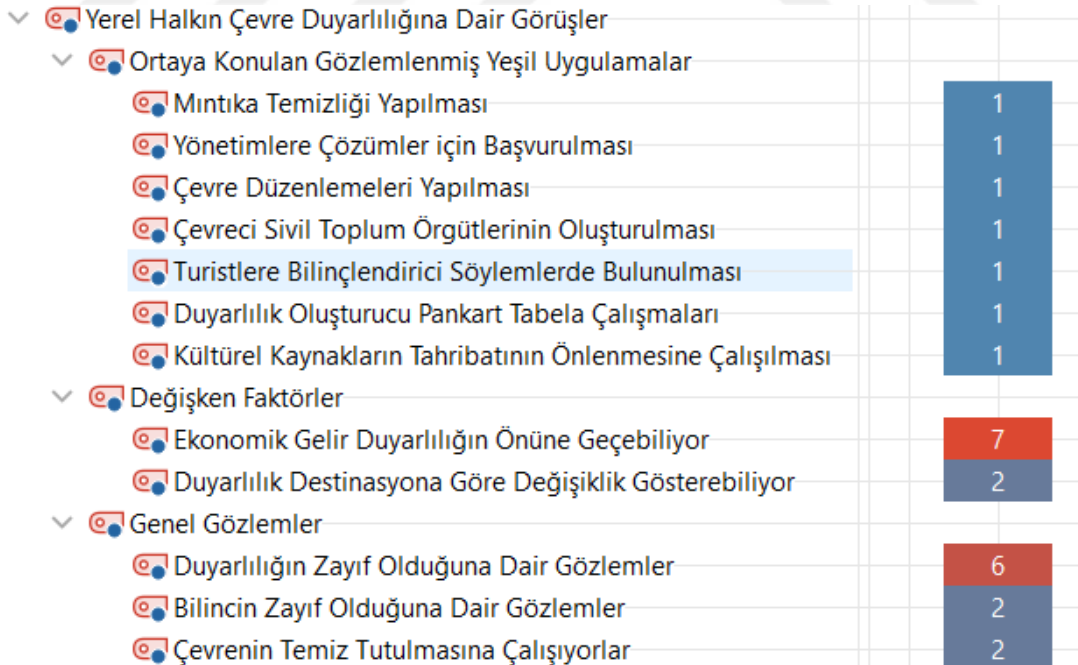 Yerel Halkın Çevre Duyarlılığına Dair Görüşler
Ortaya Konulan Gözlemlenmiş Yeşil Uygulamalar
Mıntıka Temizliği Yapılması 1
Yönetimlere Çözümler için Başvurulması 1
Çevre Düzenlemeleri Yapılması 1
Çevreci Sivil Toplum Örgütlerinin Oluşturulması 1
Turistlere Bilinçlendirici Söylemlerde Bulunulması 1
Duyarlılık Oluşturucu Pankart Tabela Çalışmaları 1
Kültürel Kaynakların Tahribatının Önlenmesine Çalışılması 1
Değişken Faktörler
Ekonomik Gelir Duyarlılığın Önüne Geçebiliyor 7
Duyarlılık Destinasyona Göre Değişiklik Gösterebiliyor 2
Genel Gözlemler
Duyarlılığın Zayıf Olduğuna Dair Gözlemler 6
Bilincin Zayıf Olduğuna Dair Gözlemler 2
Çevrenin Temiz Tutulmasına Çalışıyorlar 2